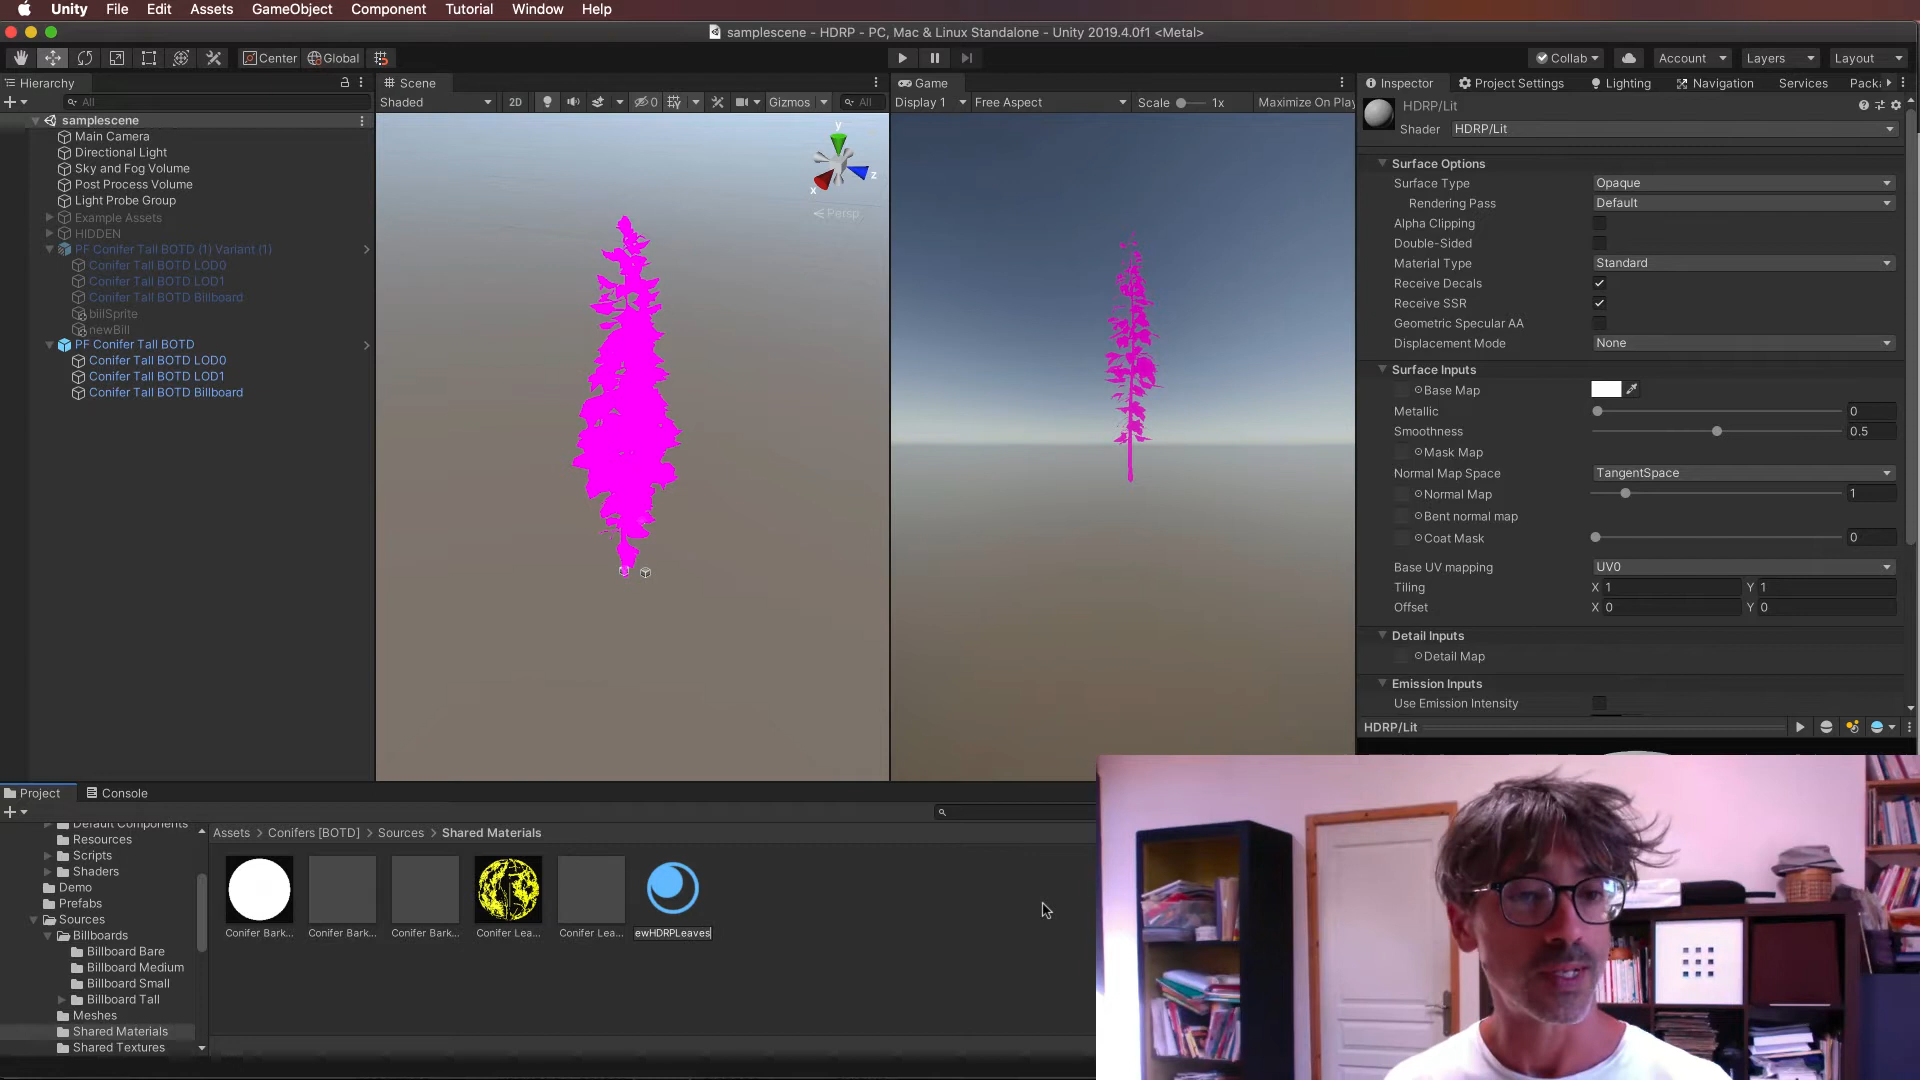 Unity File Edit Assets GameObject Component Tutorial Window Help
samplescene - HDRP - PC, Mac & Linux Standalone - Unity 2019.4.0f1 <Metal>
Center Global Collab Account Layers Layout
Hierarchy
All
samplescene
Main Camera
Directional Light
Sky and Fog Volume
Post Process Volume
Light Probe Group
Example Assets
HIDDEN
PF Conifer Tall BOTD (1) Variant (1)
Conifer Tall BOTD LOD0
Conifer Tall BOTD LOD1
Conifer Tall BOTD Billboard
biilSprite
newBill
PF Conifer Tall BOTD
Conifer Tall BOTD LOD0
Conifer Tall BOTD LOD1
Conifer Tall BOTD Billboard
Scene
Shaded 2D 0 Gizmos All
y
z
x
Persp
Game
Display 1 Free Aspect Scale 1x Maximize On Play
Inspector Project Settings Lighting Navigation Services Pack
HDRP/Lit
Shader HDRP/Lit
Surface Options
Surface Type Opaque
Rendering Pass Default
Alpha Clipping
Double-Sided
Material Type Standard
Receive Decals
Receive SSR
Geometric Specular AA
Displacement Mode None
Surface Inputs
Base Map
Metallic 0
Smoothness 0.5
Mask Map
Normal Map Space TangentSpace
Normal Map 1
Bent normal map
Coat Mask 0
Base UV mapping UV0
Tiling X 1 Y 1
Offset X 0 Y 0
Detail Inputs
Detail Map
Emission Inputs
Use Emission Intensity
HDRP/Lit
Project Console
Default Components
Resources
Scripts
Shaders
Demo
Prefabs
Sources
Billboards
Billboard Bare
Billboard Medium
Billboard Small
Billboard Tall
Meshes
Shared Materials
Shared Textures
Assets > Conifers [BOTD] > Sources > Shared Materials
Conifer Bark... Conifer Bark... Conifer Bark... Conifer Lea... Conifer Lea... ewHDRPLeaves